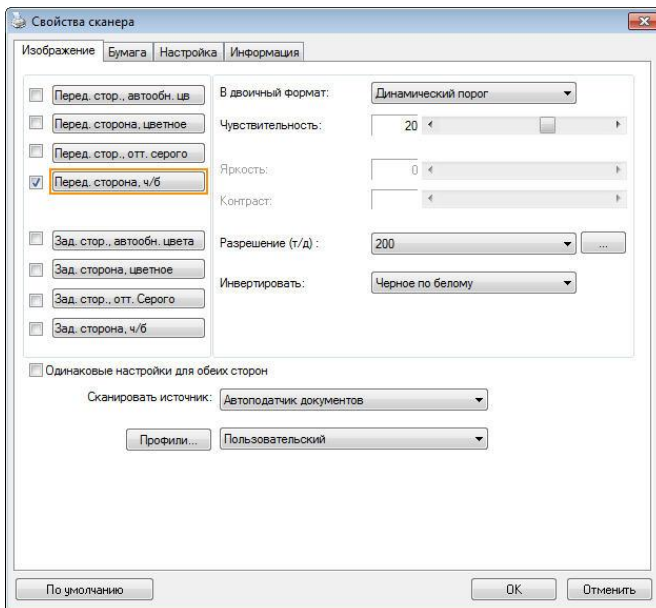 Свойства сканера
Изображение Бумага Настройка Информация
Перед. стор., автообн. цв
Перед. сторона, цветное
Перед. стор., отт. серого
Перед. сторона, ч/б
Зад. стор., автообн. цвета
Зад. сторона, цветное
Зад. стор., отт. Серого
Зад. сторона, ч/б
В двоичный формат: Динамический порог
Чувствительность: 20
Яркость: 0
Контраст:
Разрешение (т/д) : 200 ...
Инвертировать: Черное по белому
Одинаковые настройки для обеих сторон
Сканировать источник: Автоподатчик документов
Профили... Пользовательский
По умолчанию OK Отменить